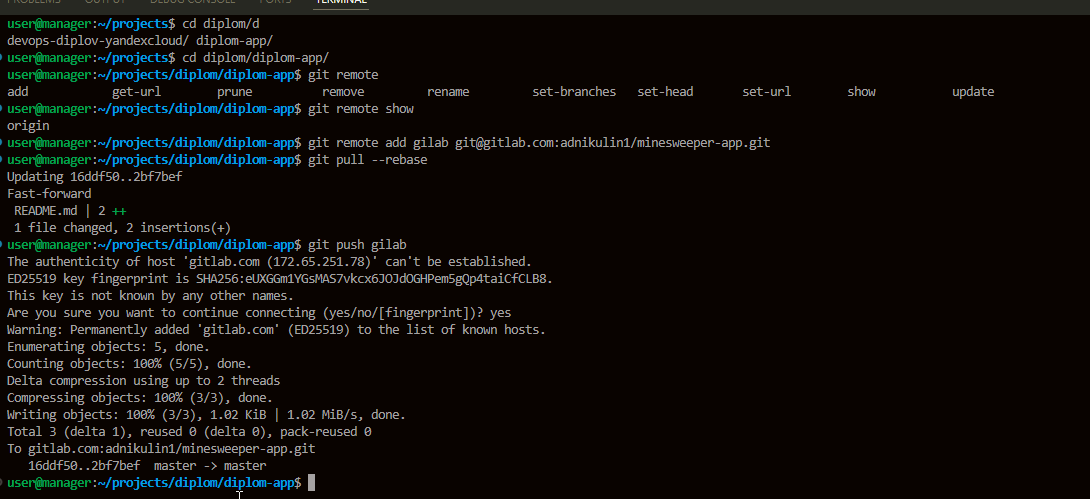 PROBLEMS OUTPUT DEBUG CONSOLE PORTS TERMINAL
user@manager:~/projects$ cd diplom/d
devops-diplov-yandexcloud/ diplom-app/
user@manager:~/projects$ cd diplom/diplom-app/
user@manager:~/projects/diplom/diplom-app$ git remote
add get-url prune remove rename set-branches set-head set-url show update
user@manager:~/projects/diplom/diplom-app$ git remote show
origin
user@manager:~/projects/diplom/diplom-app$ git remote add gilab git@gitlab.com:adnikulin1/minesweeper-app.git
user@manager:~/projects/diplom/diplom-app$ git pull --rebase
Updating 16ddf50..2bf7bef
Fast-forward
README.md | 2 ++
1 file changed, 2 insertions(+)
user@manager:~/projects/diplom/diplom-app$ git push gilab
The authenticity of host 'gitlab.com (172.65.251.78)' can't be established.
ED25519 key fingerprint is SHA256:eUXGGm1YGsMAS7vkcx6JOJdOGHPem5gQp4taiCfCLB8.
This key is not known by any other names.
Are you sure you want to continue connecting (yes/no/[fingerprint])? yes
Warning: Permanently added 'gitlab.com' (ED25519) to the list of known hosts.
Enumerating objects: 5, done.
Counting objects: 100% (5/5), done.
Delta compression using up to 2 threads
Compressing objects: 100% (3/3), done.
Writing objects: 100% (3/3), 1.02 KiB | 1.02 MiB/s, done.
Total 3 (delta 1), reused 0 (delta 0), pack-reused 0
To gitlab.com:adnikulin1/minesweeper-app.git
16ddf50..2bf7bef master -> master
user@manager:~/projects/diplom/diplom-app$